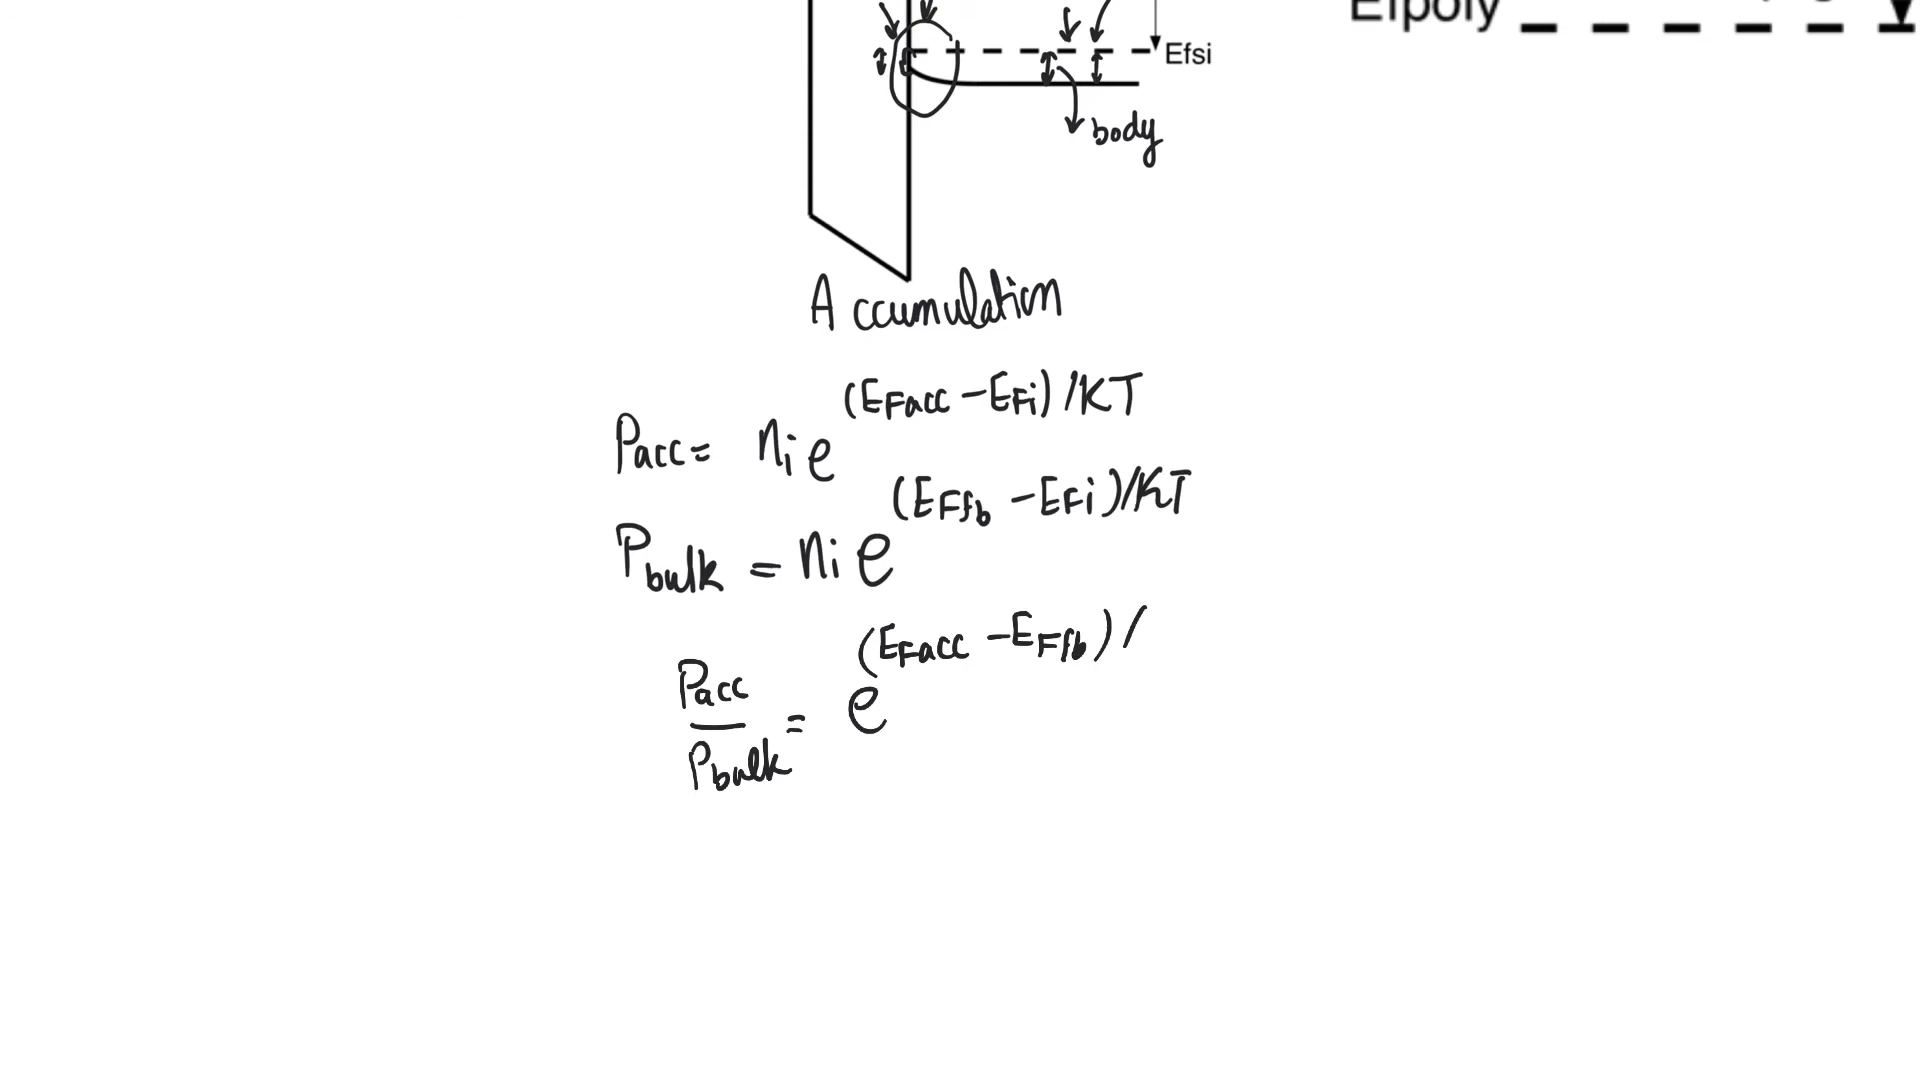 Efpoly
Efsi
body
Accumulation
Pacc = ni e^(EFacc - EFi)/KT
Pbulk = ni e^(EFfb - EFi)/KT
Pacc/Pbulk = e^(EFacc - EFfb)/